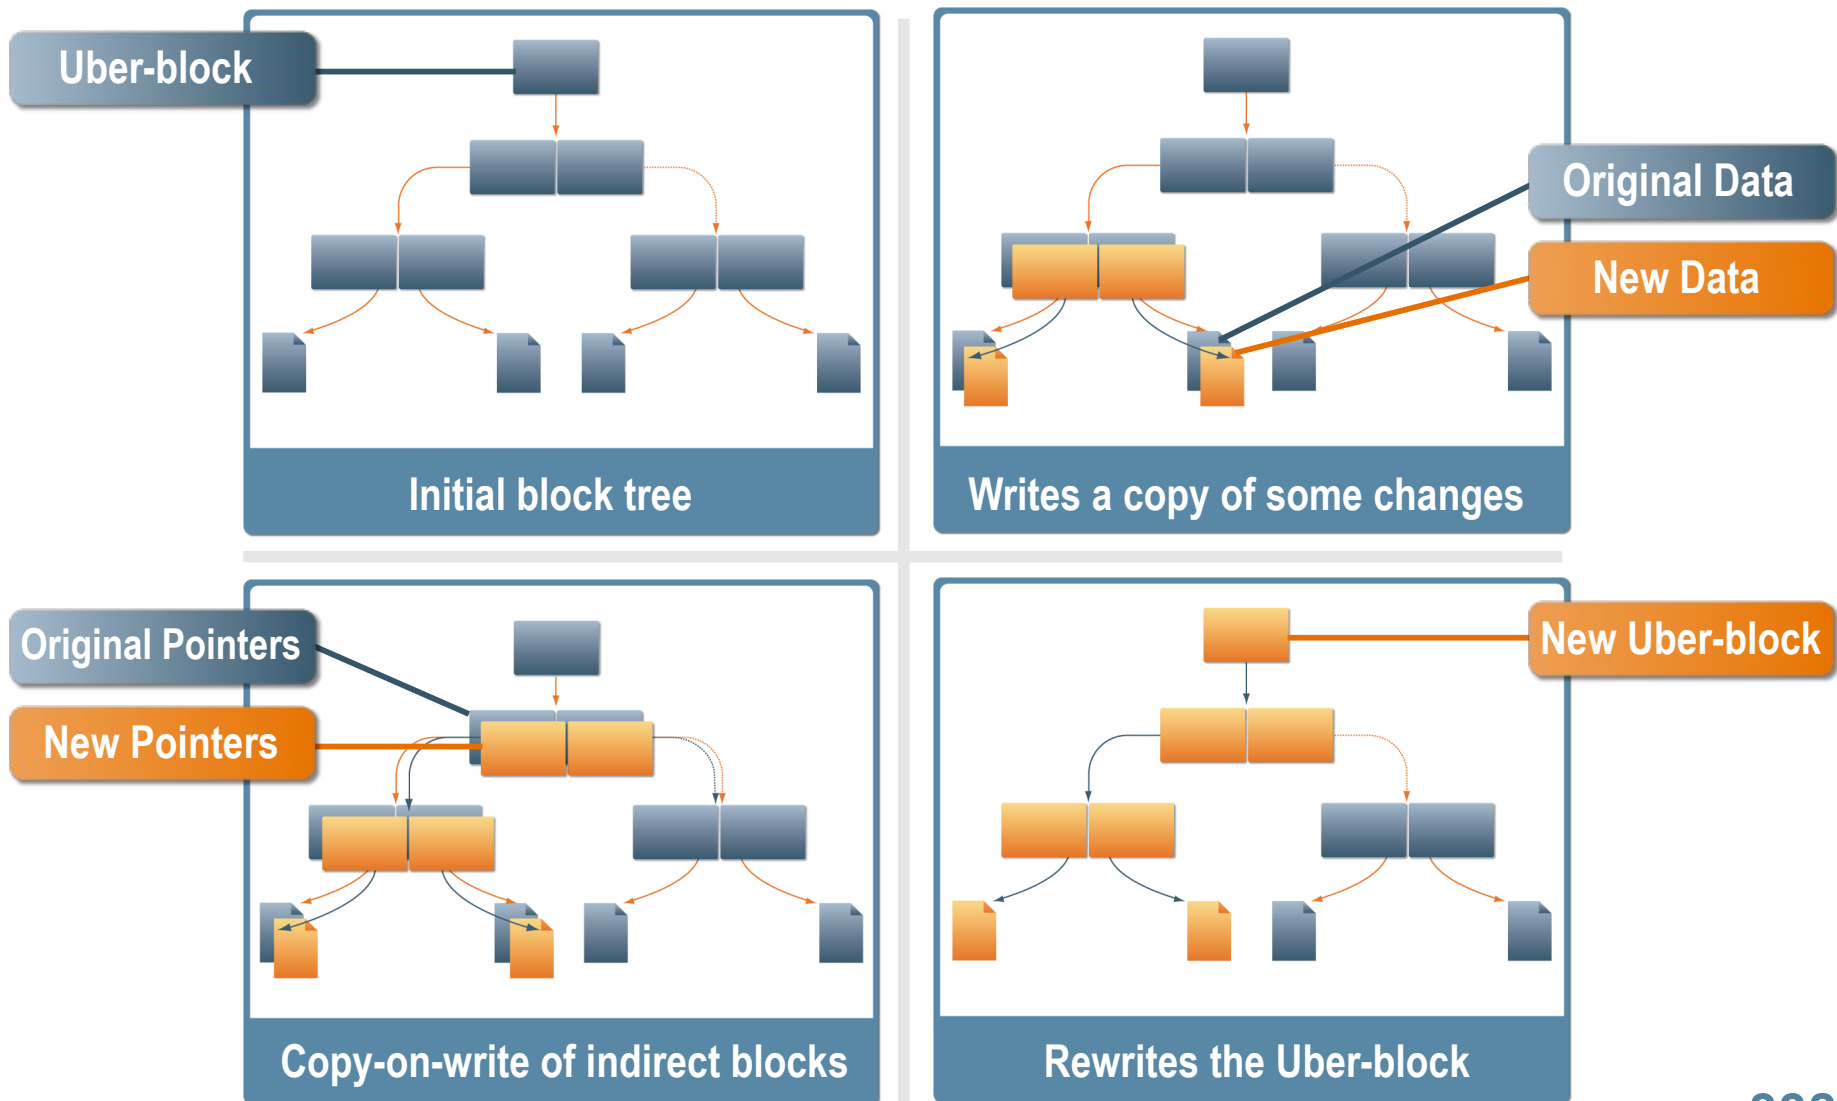 Uber-block
Initial block tree
Original Data
New Data
Writes a copy of some changes
Original Pointers
New Pointers
Copy-on-write of indirect blocks
New Uber-block
Rewrites the Uber-block